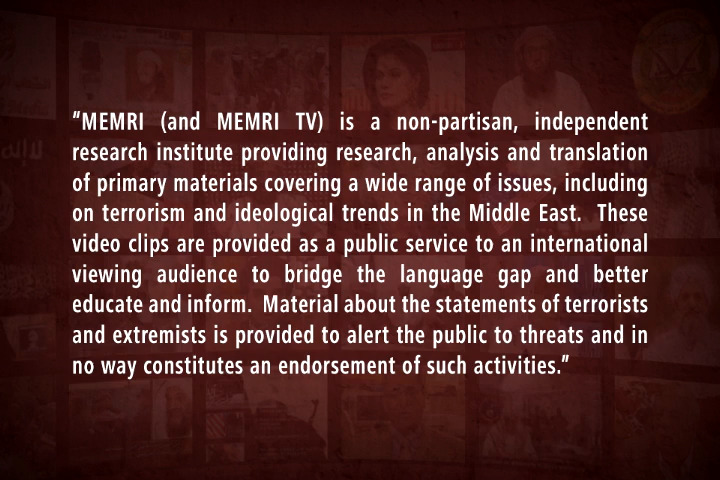 “MEMRI (and MEMRI TV) is a non-partisan, independent
research institute providing research, analysis and translation
of primary materials covering a wide range of issues, including
on terrorism and ideological trends in the Middle East. These
video clips are provided as a public service to an international
viewing audience to bridge the language gap and better
educate and inform. Material about the statements of terrorists
and extremists is provided to alert the public to threats and in
no way constitutes an endorsement of such activities.”